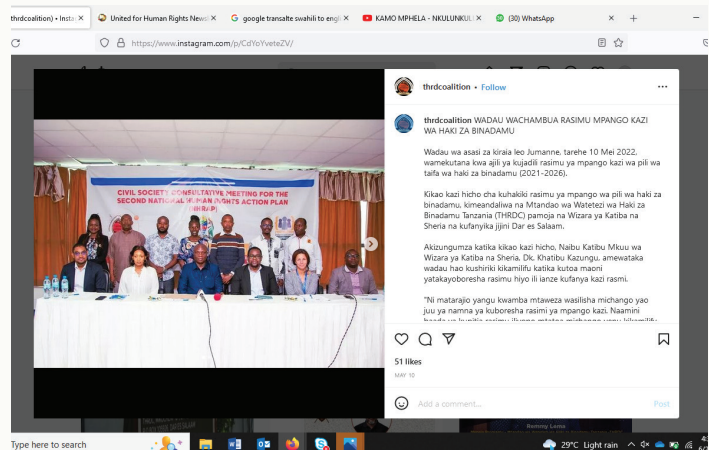 thrdcoalition) • Insta
United for Human Rights News
google transalte swahili to engli
KAMO MPHELA - NKULUNKUL
(30) WhatsApp
https://www.instagram.com/p/CdYoYveteZV/
thrdcoalition • Follow
thrdcoalition WADAU WACHAMBUA RASIMU MPANGO KAZI
WA HAKI ZA BINADAMU
Wadau wa asasi za kiraia leo Jumanne, tarehe 10 Mei 2022,
wamekutana kwa ajili ya kujadili rasimu ya mpango kazi wa pili wa
taifa wa haki za binadamu (2021-2026).
Kikao kazi hicho cha kuhakiki rasimu ya mpango wa pili wa haki za
binadamu, kimeandaliwa na Mtandao wa Watetezi wa Haki za
Binadamu Tanzania (THRDC) pamoja na Wizara ya Katiba na
Sheria na kufanyika jijini Dar es Salaam.
Akizungumza katika kikao kazi hicho, Naibu Katibu Mkuu wa
Wizara ya Katiba na Sheria, Dk. Khatibu Kazungu, amewataka
wadau hao kushiriki kikamilifu katika kutoa maoni
yatakayoboresha rasimu hiyo ili ianze kufanya kazi rasmi.
"Ni matarajio yangu kwamba mtaweza wasilisha michango yao
juu ya namna ya kuboresha rasimi ya mpango kazi. Naamini
CIVIL SOCIETY CONSULTATIVE MEETING FOR THE
SECOND NATIONAL HUMAN RIGHTS ACTION PLAN
(NHRAP)
51 likes
MAY 10
Add a comment...
Post
Rammy Lams
Type here to search
29°C Light rain